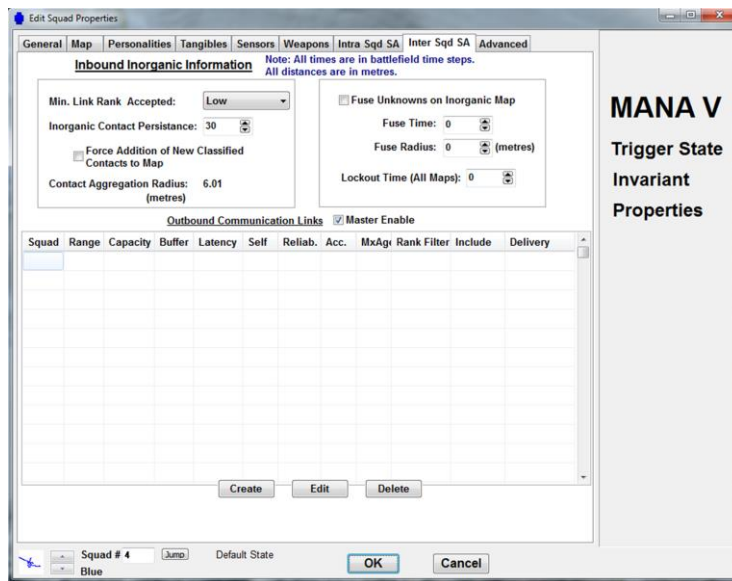 Edit Squad Properties
General Map Personalities Tangibles Sensors Weapons Intra Sqd SA Inter Sqd SA Advanced
Inbound Inorganic Information
Note: All times are in battlefield time steps.
All distances are in metres.
Min. Link Rank Accepted: Low
Inorganic Contact Persistance: 30
Force Addition of New Classified
Contacts to Map
Contact Aggregation Radius: 6.01
(metres)
Fuse Unknowns on Inorganic Map
Fuse Time: 0
Fuse Radius: 0 (metres)
Lockout Time (All Maps): 0
Outbound Communication Links Master Enable
Squad Range Capacity Buffer Latency Self Reliab. Acc. MxAge Rank Filter Include Delivery
Create Edit Delete
Squad # 4 Jump Default State
Blue
OK Cancel
MANA V
Trigger State
Invariant
Properties